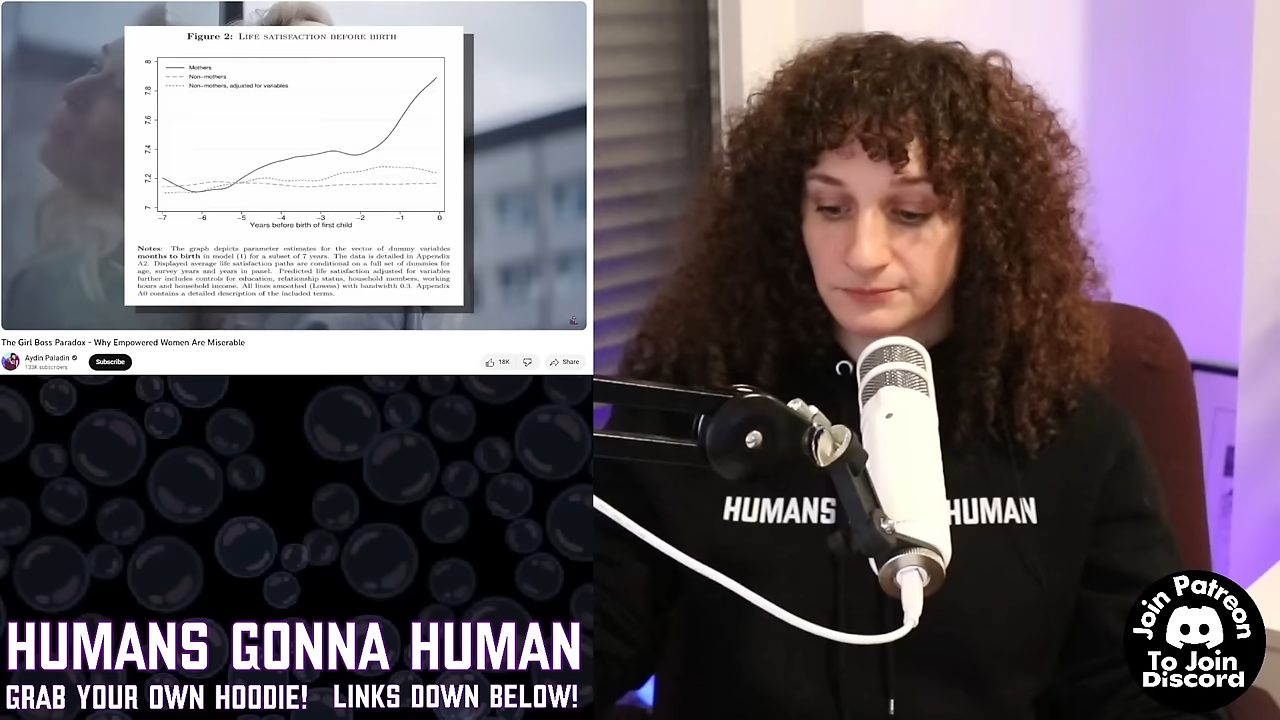 Figure 2: LIFE SATISFACTION BEFORE BIRTH
Mothers
Non-mothers
Non-mothers, adjusted for variables
8
7.8
7.6
7.4
7.2
7
-7 -6 -5 -4 -3 -2 -1 0
Years before birth of first child
Notes: The graph depicts parameter estimates for the vector of dummy variables
months to birth in model (1) for a subset of 7 years. The data is detailed in Appendix
A2. Displayed average life satisfaction paths are conditional on a full set of dummies for
age, survey years and years in panel. Predicted life satisfaction adjusted for variables
further includes controls for education, relationship status, household members, working
hours and household income. All lines smoothed (Lowess) with bandwidth 0.3. Appendix
A0 contains a detailed description of the included terms.
The Girl Boss Paradox - Why Empowered Women Are Miserable
Aydin Paladin
133K subscribers
Subscribe
18K
Share
HUMANS HUMAN
HUMANS GONNA HUMAN
GRAB YOUR OWN HOODIE! LINKS DOWN BELOW!
Join Patreon
To Join
Discord